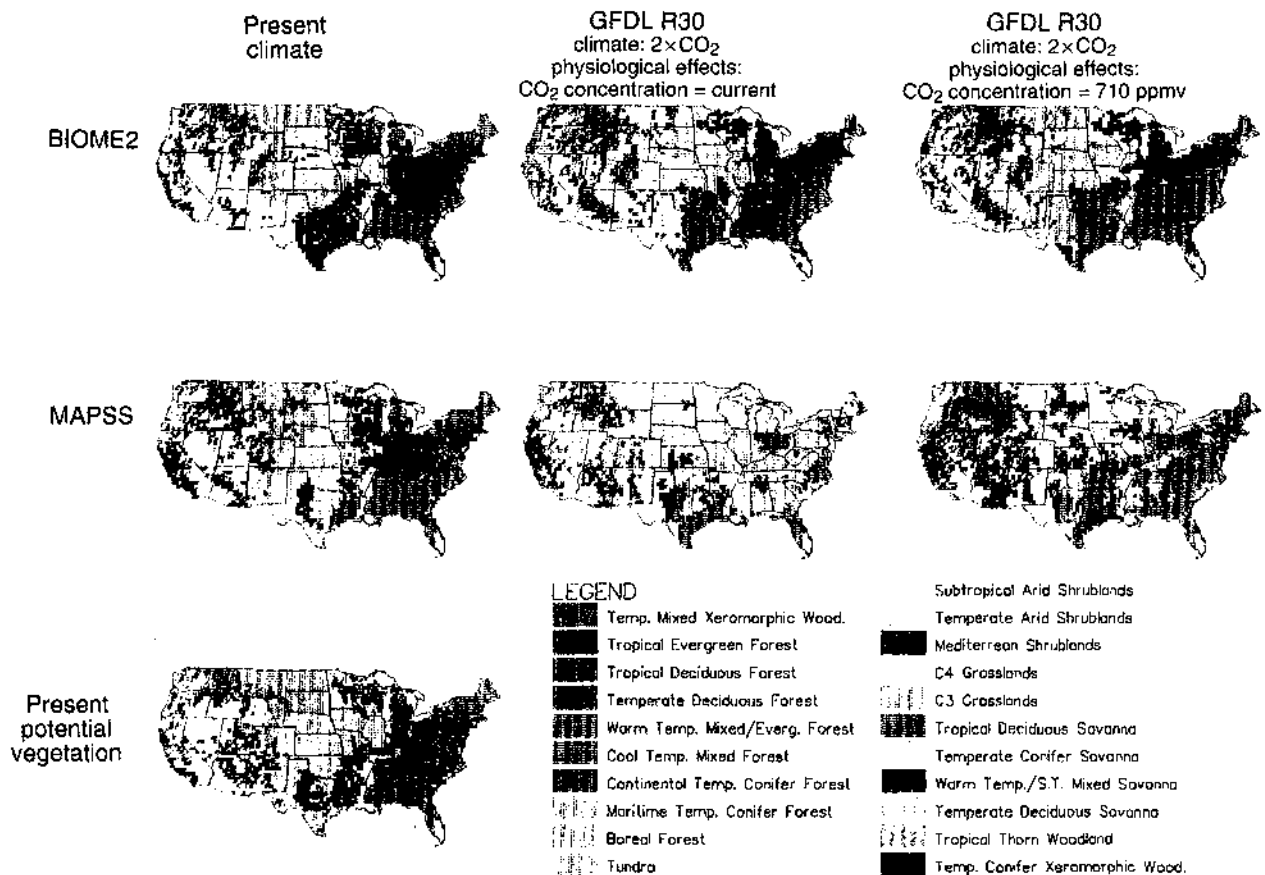 Present
climate
GFDL R30
climate: 2×CO₂
physiological effects:
CO₂ concentration = current
GFDL R30
climate: 2×CO₂
physiological effects:
CO₂ concentration = 710 ppmv
BIOME2
MAPSS
Present
potential
vegetation
LEGEND
Temp. Mixed Xeromorphic Wood.
Tropical Evergreen Forest
Tropical Deciduous Forest
Temperate Deciduous Forest
Warm Temp. Mixed/Everg. Forest
Cool Temp. Mixed Forest
Continental Temp. Conifer Forest
Maritime Temp. Conifer Forest
Boreal Forest
Tundra
Subtropical Arid Shrublands
Temperate Arid Shrublands
Mediterrean Shrublands
C4 Grasslands
C3 Grasslands
Tropical Deciduous Savanna
Temperate Conifer Savanna
Warm Temp./S.T. Mixed Savanna
Temperate Deciduous Savanna
Tropical Thorn Woodland
Temp. Conifer Xeromorphic Wood.